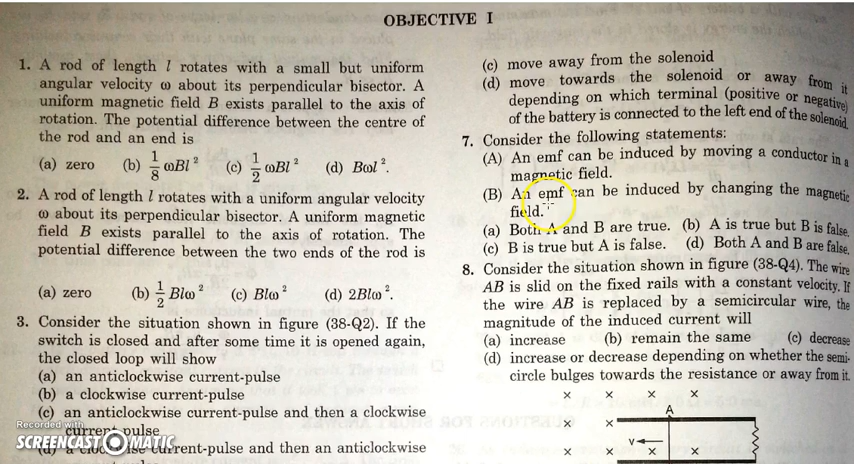 OBJECTIVE I
1. A rod of length l rotates with a small but uniform
angular velocity ω about its perpendicular bisector. A
uniform magnetic field B exists parallel to the axis of
rotation. The potential difference between the centre of
the rod and an end is
(a) zero (b) 1/8 ωBl² (c) 1/2 ωBl² (d) Bωl².
2. A rod of length l rotates with a uniform angular velocity
ω about its perpendicular bisector. A uniform magnetic
field B exists parallel to the axis of rotation. The
potential difference between the two ends of the rod is
(a) zero (b) 1/2 Blω² (c) Blω² (d) 2Blω².
3. Consider the situation shown in figure (38-Q2). If the
switch is closed and after some time it is opened again,
the closed loop will show
(a) an anticlockwise current-pulse
(b) a clockwise current-pulse
(c) an anticlockwise current-pulse and then a clockwise
current-pulse
(d) a clockwise current-pulse and then an anticlockwise
Recorded with
SCREENCAST-O-MATIC
(c) move away from the solenoid
(d) move towards the solenoid or away from it
depending on which terminal (positive or negative)
of the battery is connected to the left end of the solenoid.
7. Consider the following statements:
(A) An emf can be induced by moving a conductor in a
magnetic field.
(B) An emf can be induced by changing the magnetic
field.
(a) Both A and B are true. (b) A is true but B is false.
(c) B is true but A is false. (d) Both A and B are false.
8. Consider the situation shown in figure (38-Q4). The wire
AB is slid on the fixed rails with a constant velocity. If
the wire AB is replaced by a semicircular wire, the
magnitude of the induced current will
(a) increase (b) remain the same (c) decrease
(d) increase or decrease depending on whether the semi-
circle bulges towards the resistance or away from it.
× × × ×
A
× ×
v
× × × ×